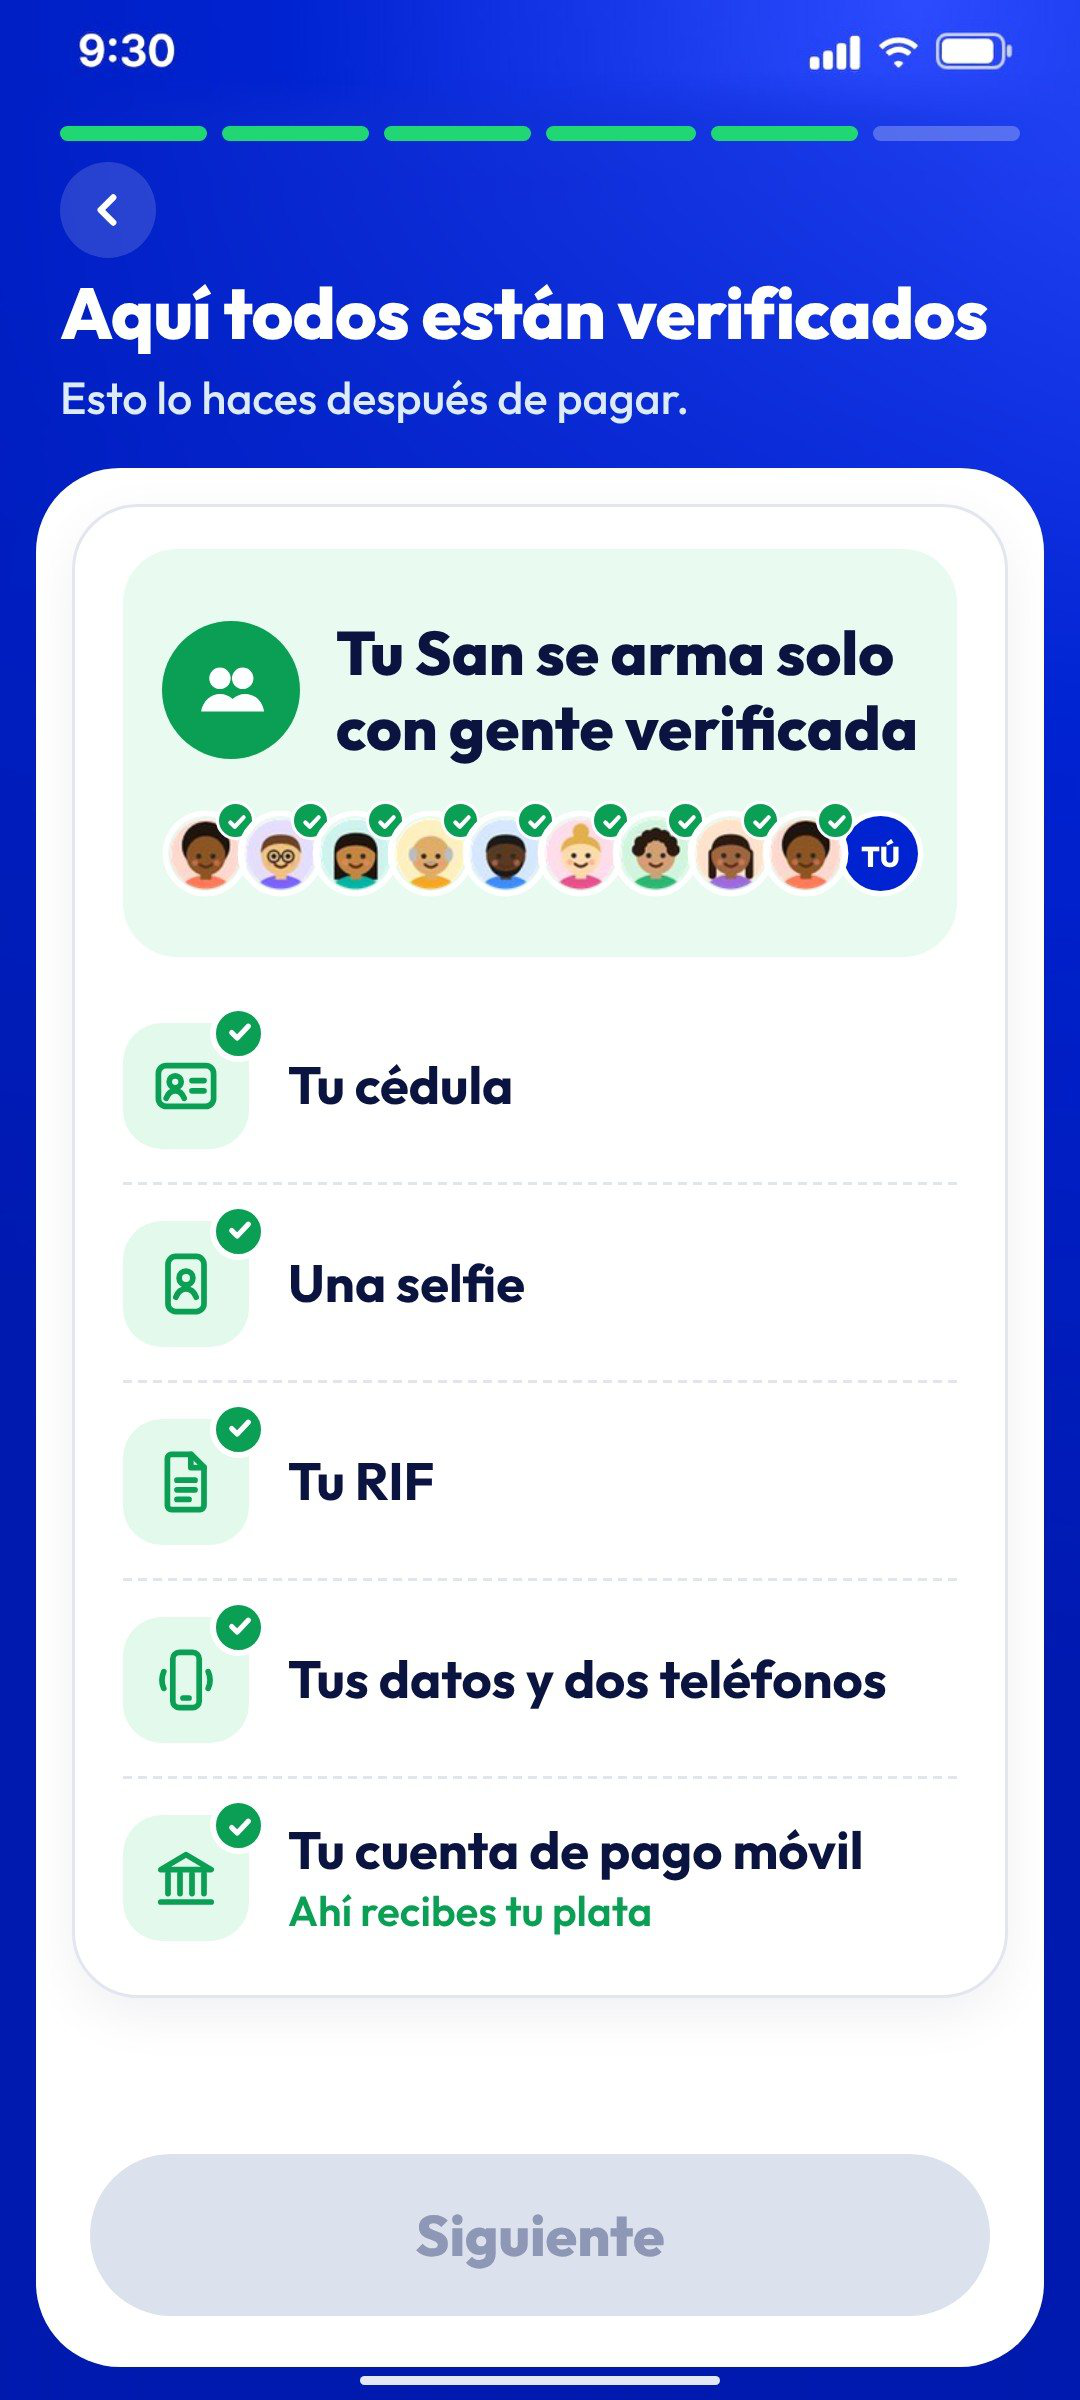 9:30
Aquí todos están verificados
Esto lo haces después de pagar.
Tu San se arma solo
con gente verificada
TÚ
Tu cédula
Una selfie
Tu RIF
Tus datos y dos teléfonos
Tu cuenta de pago móvil
Ahí recibes tu plata
Siguiente